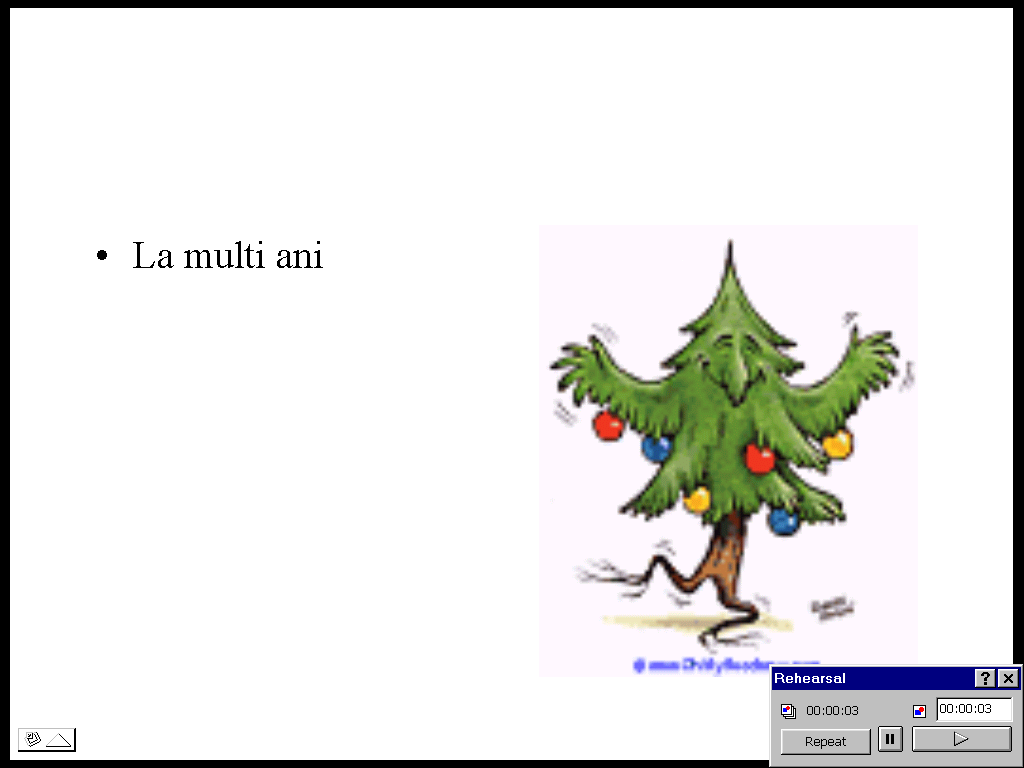 • La multi ani
Rehearsal
00:00:03
00:00:03
Repeat